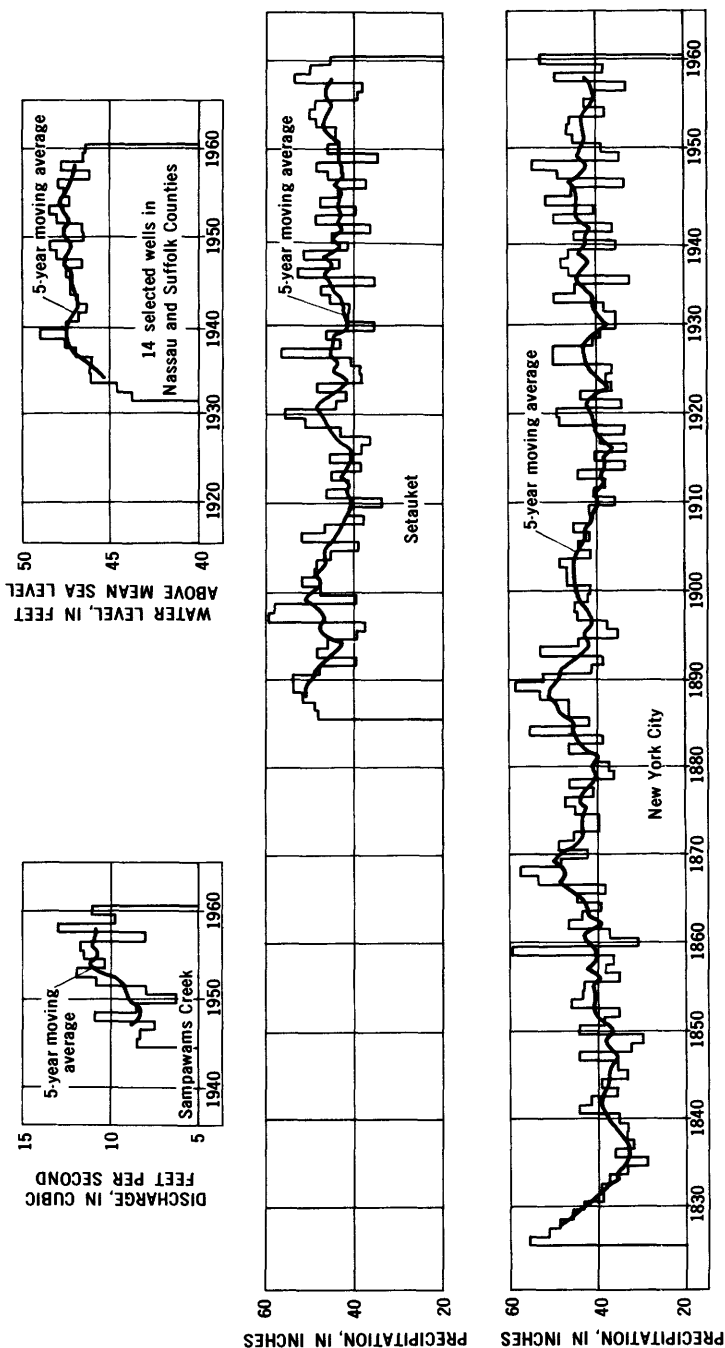 DISCHARGE, IN CUBIC
FEET PER SECOND
15
10
5
5-year moving
average
Sampawams Creek
1940
1950
1960
WATER LEVEL, IN FEET
ABOVE MEAN SEA LEVEL
50
45
40
5-year moving average
14 selected wells in
Nassau and Suffolk Counties
1920
1930
1940
1950
1960
PRECIPITATION, IN INCHES
60
40
20
5-year moving average
Setauket
PRECIPITATION, IN INCHES
60
40
20
5-year moving average
New York City
1830
1840
1850
1860
1870
1880
1890
1900
1910
1920
1930
1940
1950
1960